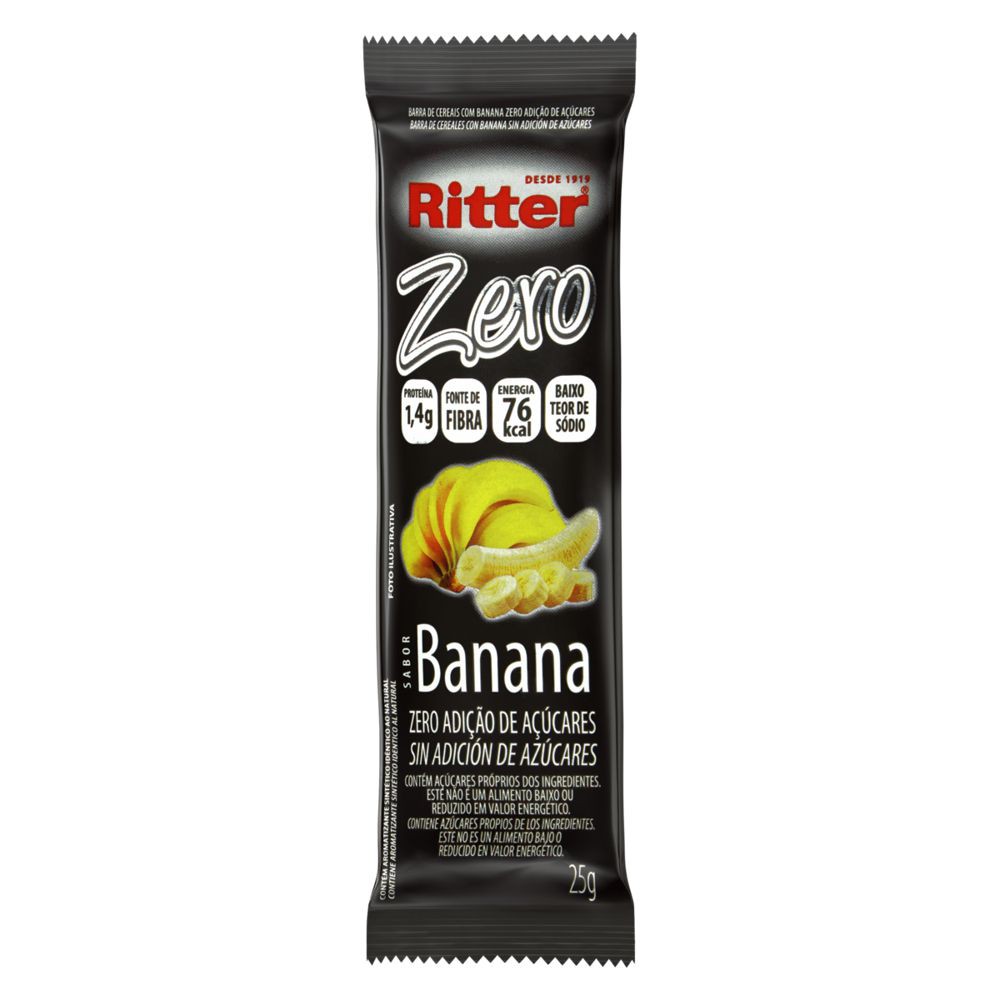 BARRA DE CEREAIS COM BANANA ZERO ADIÇÃO DE AÇÚCARES
BARRA DE CEREALES CON BANANA SIN ADICIÓN DE AZÚCARES
DESDE 1919
Ritter®
Zero
PROTEÍNA
1,4g
FONTE DE
FIBRA
ENERGIA
76
kcal
BAIXO
TEOR DE
SÓDIO
FOTO ILUSTRATIVA
SABOR
Banana
ZERO ADIÇÃO DE AÇÚCARES
SIN ADICIÓN DE AZÚCARES
CONTÉM AÇÚCARES PRÓPRIOS DOS INGREDIENTES.
ESTE NÃO É UM ALIMENTO BAIXO OU
REDUZIDO EM VALOR ENERGÉTICO.
CONTIENE AZÚCARES PROPIOS DE LOS INGREDIENTES.
ESTE NO ES UN ALIMENTO BAJO O
REDUCIDO EN VALOR ENERGÉTICO.
CONTÉM AROMATIZANTE SINTÉTICO IDÊNTICO AO NATURAL
CONTIENE AROMATIZANTE SINTÉTICO IDÉNTICO AL NATURAL
25g